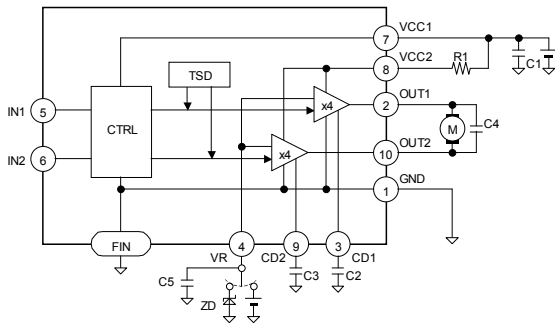 VCC1
7
VCC2
R1
C1
8
TSD
OUT1
IN1
5
x4
2
CTRL
M
C4
IN2
6
x4
OUT2
10
GND
1
FIN
4
9
3
VR
CD2
CD1
C5
C3
C2
ZD